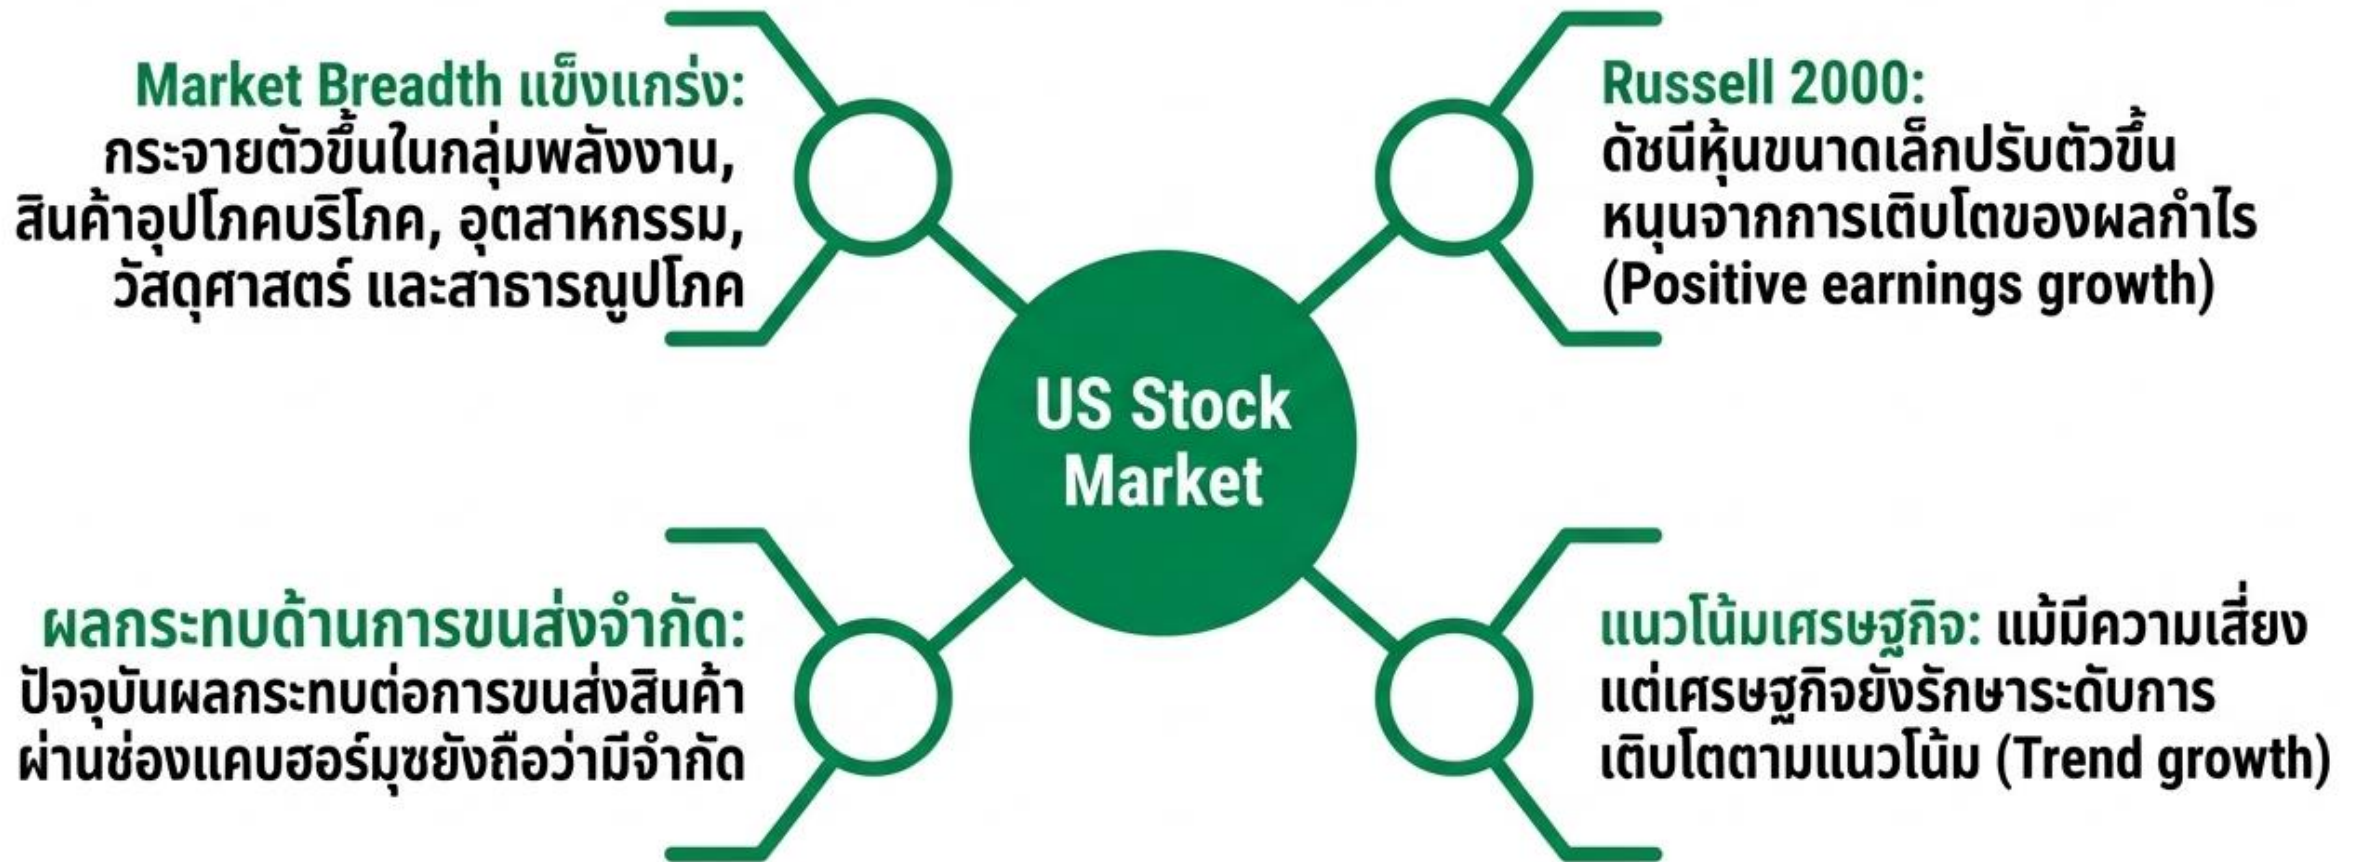 Market Breadth แข็งแกร่ง:
กระจายตัวขึ้นในกลุ่มพลังงาน,
สินค้าอุปโภคบริโภค, อุตสาหกรรม,
วัสดุศาสตร์ และสาธารณูปโภค
Russell 2000:
ดัชนีหุ้นขนาดเล็กปรับตัวขึ้น
หนุนจากการเติบโตของผลกำไร
(Positive earnings growth)
US Stock
Market
ผลกระทบด้านการขนส่งจำกัด:
ปัจจุบันผลกระทบต่อการขนส่งสินค้า
ผ่านช่องแคบฮอร์มุซยังถือว่ามีจำกัด
แนวโน้มเศรษฐกิจ: แม้มีความเสี่ยง
แต่เศรษฐกิจยังรักษาระดับการ
เติบโตตามแนวโน้ม (Trend growth)